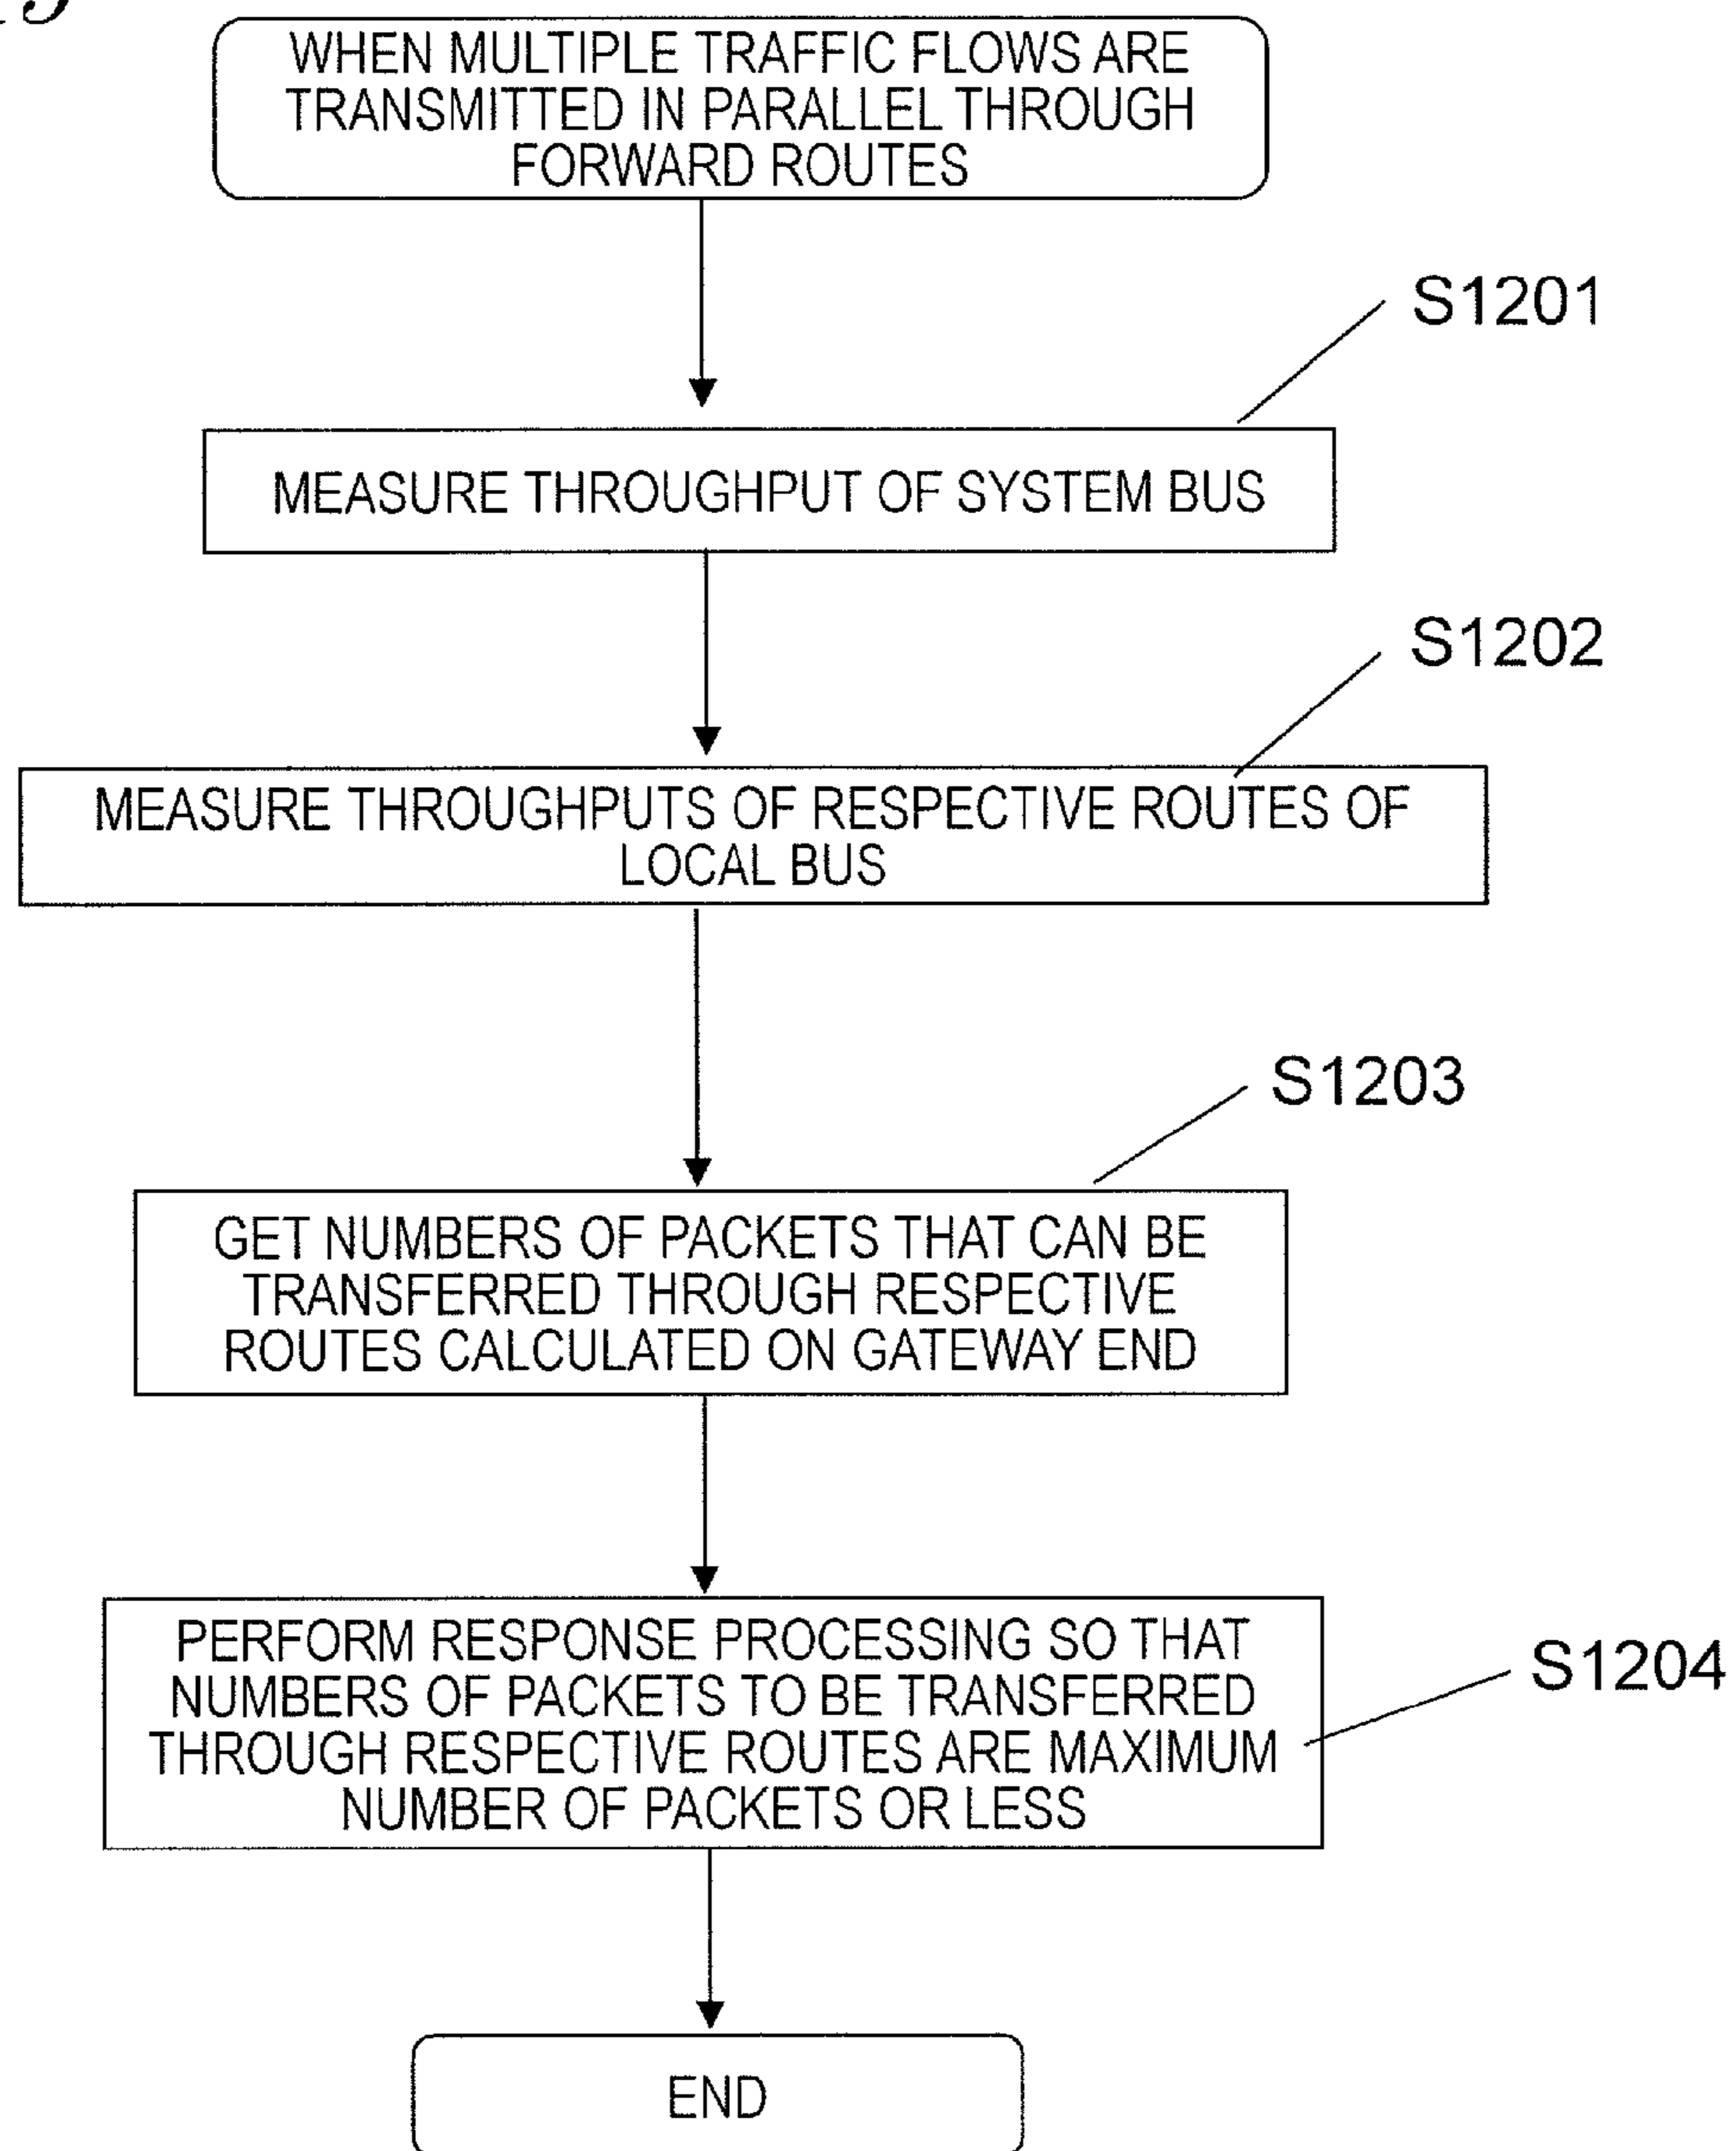 WHEN MULTIPLE TRAFFIC FLOWS ARE
TRANSMITTED IN PARALLEL THROUGH
FORWARD ROUTES
S1201
MEASURE THROUGHPUT OF SYSTEM BUS
S1202
MEASURE THROUGHPUTS OF RESPECTIVE ROUTES OF
LOCAL BUS
S1203
GET NUMBERS OF PACKETS THAT CAN BE
TRANSFERRED THROUGH RESPECTIVE
ROUTES CALCULATED ON GATEWAY END
PERFORM RESPONSE PROCESSING SO THAT
NUMBERS OF PACKETS TO BE TRANSFERRED
THROUGH RESPECTIVE ROUTES ARE MAXIMUM
NUMBER OF PACKETS OR LESS
S1204
END